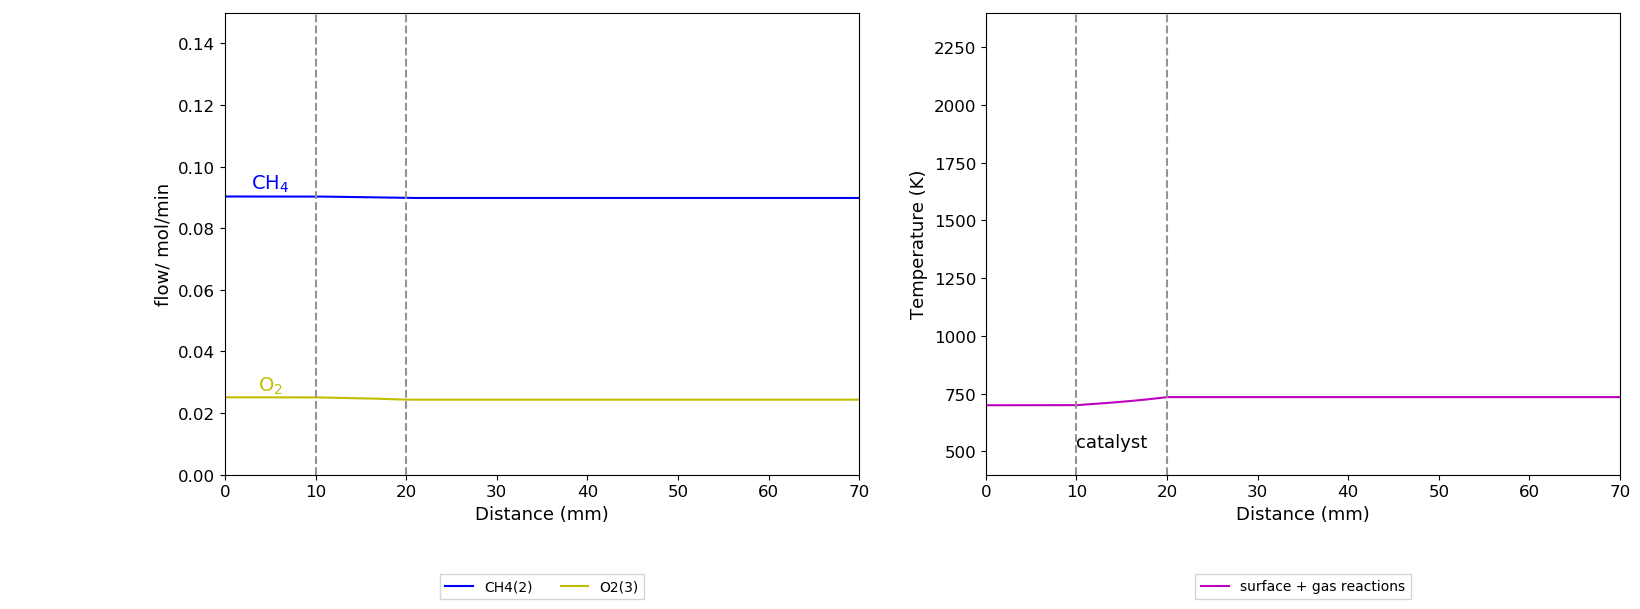 0.14
0.12
0.10
0.08
0.06
0.04
0.02
0.00
flow/ mol/min
CH₄
O₂
0 10 20 30 40 50 60 70
Distance (mm)
CH4(2) O2(3)
2250
2000
1750
1500
1250
1000
750
500
Temperature (K)
catalyst
0 10 20 30 40 50 60 70
Distance (mm)
surface + gas reactions